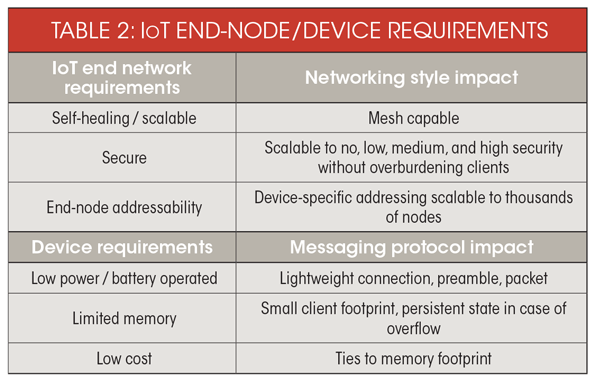 TABLE 2: IOT END-NODE/DEVICE REQUIREMENTS
IoT end network
requirements
Networking style impact
Self-healing / scalable
Mesh capable
Secure
Scalable to no, low, medium, and high security
without overburdening clients
End-node addressability
Device-specific addressing scalable to thousands
of nodes
Device requirements
Messaging protocol impact
Low power / battery operated
Lightweight connection, preamble, packet
Limited memory
Small client footprint, persistent state in case of
overflow
Low cost
Ties to memory footprint